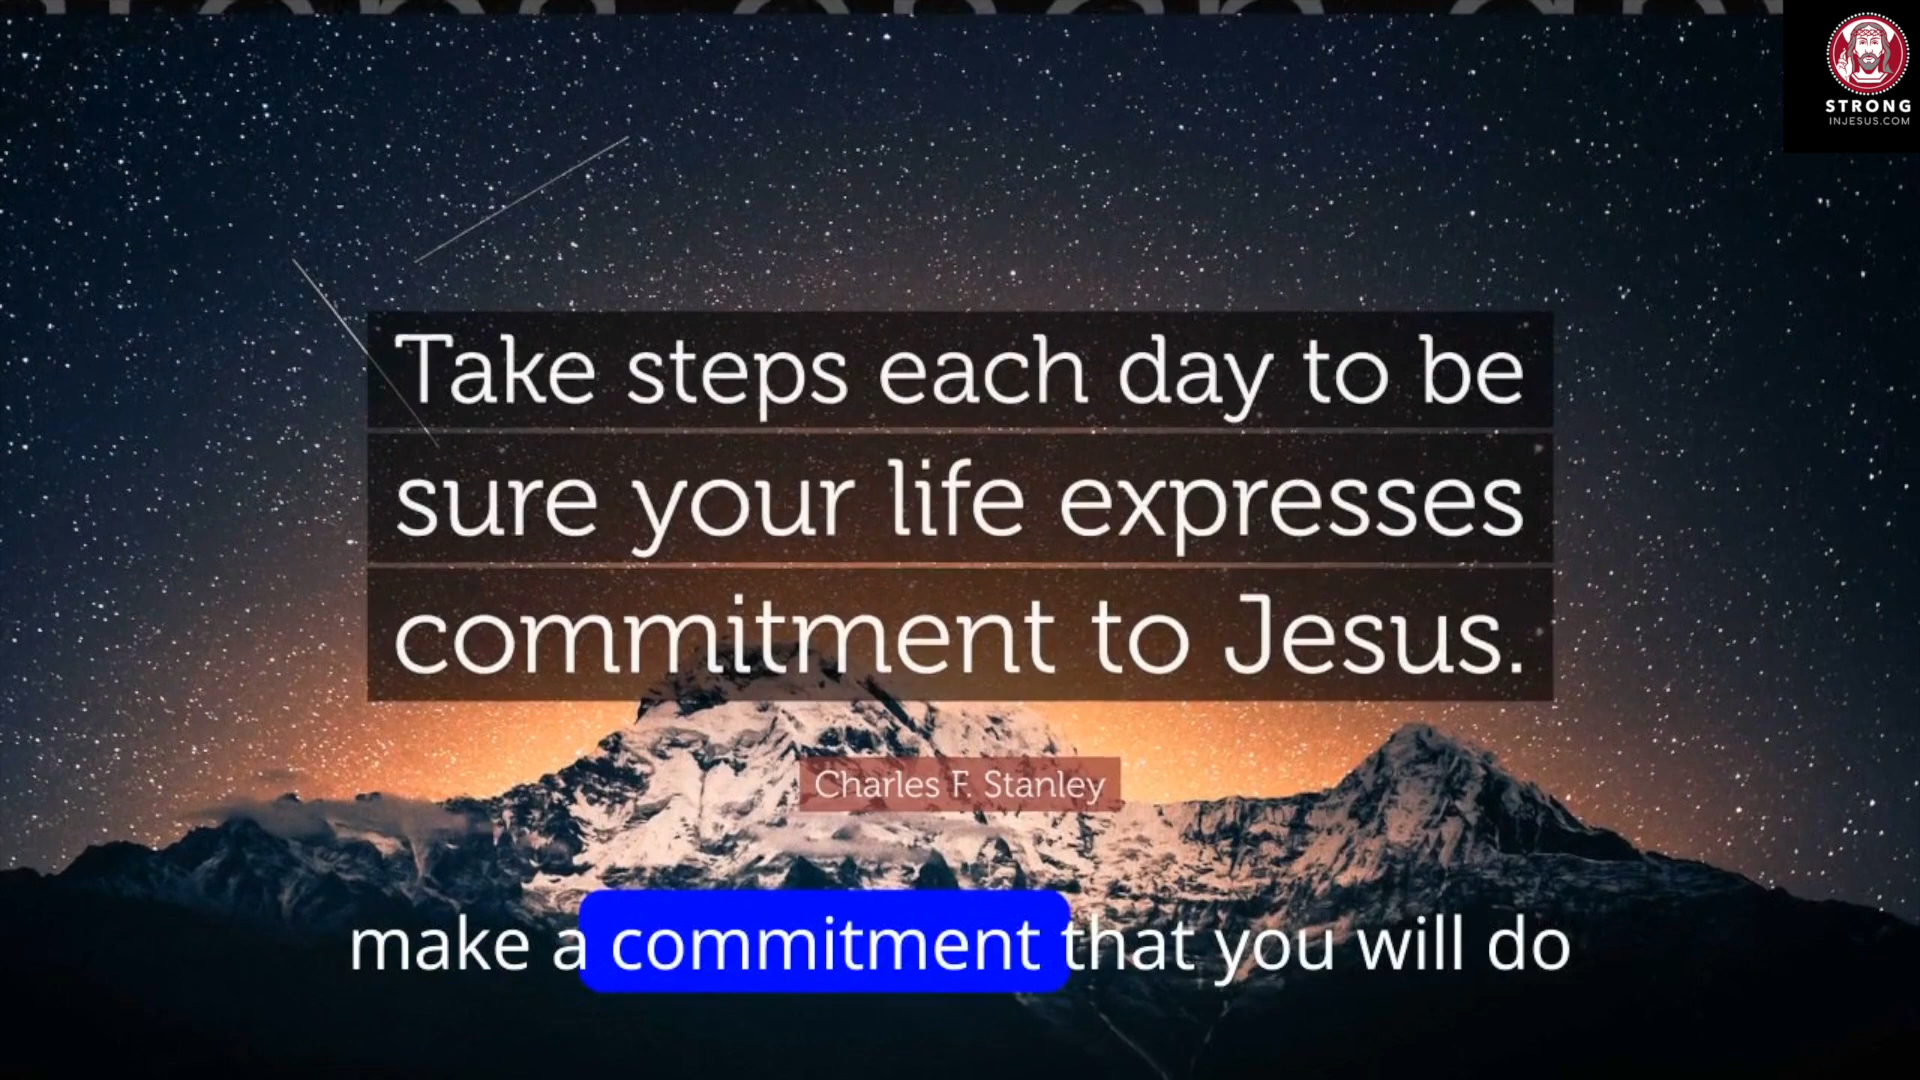 STRONG
INJESUS.COM
Take steps each day to be
sure your life expresses
commitment to Jesus.
Charles F. Stanley
make a commitment that you will do